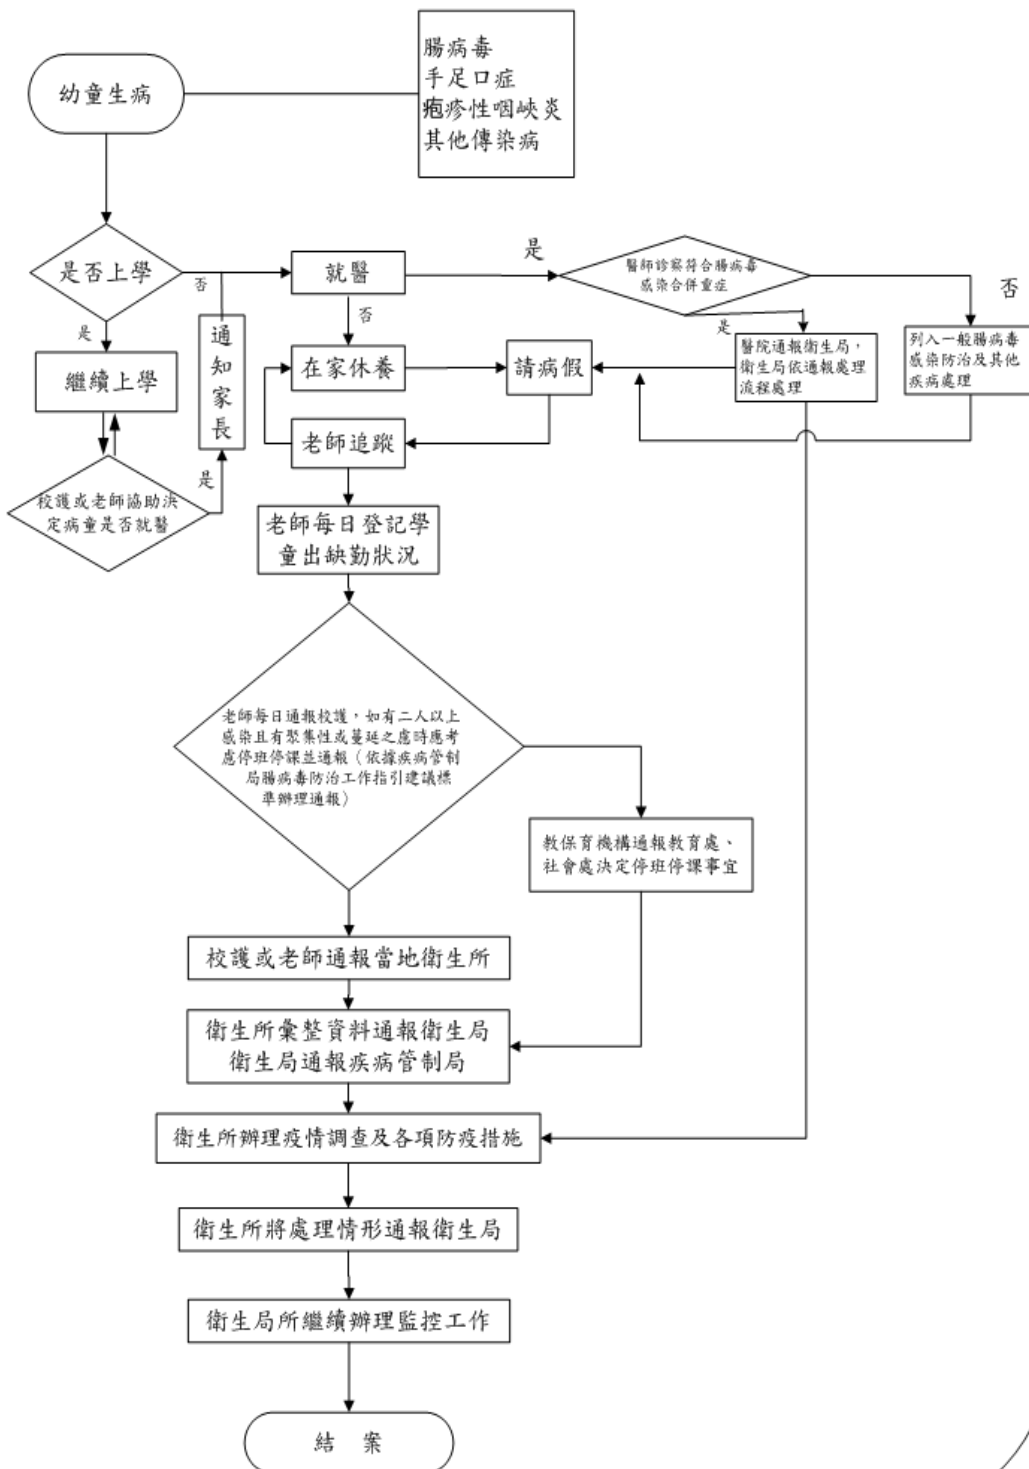 腸病毒
手足口症
疱疹性咽峽炎
其他傳染病
幼童生病
是否上學
否
就醫
是
醫師診察符合腸病毒
感染合併重症
否
是
否
是
通知家長
繼續上學
在家休養
請病假
醫院通報衛生局，
衛生局依通報處理
流程處理
列入一般腸病毒
感染防治及其他
疾病處理
老師追蹤
是
校護或老師協助決
定病童是否就醫
老師每日登記學
童出缺勤狀況
老師每日通報校護，如有二人以上
感染且有聚集性或蔓延之慮時應考
慮停班停課並通報（依據疾病管制
局腸病毒防治工作指引建議標
準辦理通報）
教保育機構通報教育處、
社會處決定停班停課事宜
校護或老師通報當地衛生所
衛生所彙整資料通報衛生局
衛生局通報疾病管制局
衛生所辦理疫情調查及各項防疫措施
衛生所將處理情形通報衛生局
衛生局所繼續辦理監控工作
結 案